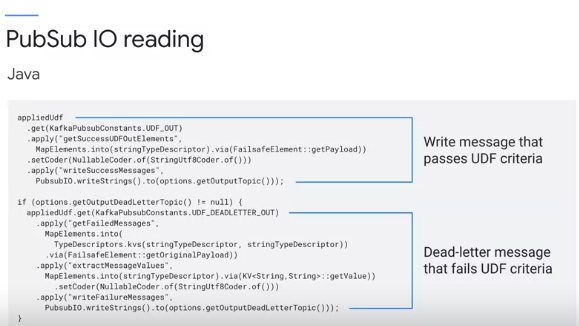 PubSub IO reading
Java
appliedUdf
.get(KafkaPubsubConstants.UDF_OUT)
.apply("getSuccessUDFOutElements",
MapElements.into(stringTypeDescriptor).via(FailsafeElement::getPayload))
.setCoder(NullableCoder.of(StringUtf8Coder.of()))
.apply("writeSuccessMessages",
PubsubIO.writeStrings().to(options.getOutputTopic()));
Write message that
passes UDF criteria
if (options.getOutputDeadLetterTopic() != null) {
appliedUdf.get(KafkaPubsubConstants.UDF_DEADLETTER_OUT)
.apply("getFailedMessages",
MapElements.into(
TypeDescriptors.kvs(stringTypeDescriptor, stringTypeDescriptor))
.via(FailsafeElement::getOriginalPayload))
.apply("extractMessageValues",
MapElements.into(stringTypeDescriptor).via(KV<String,String>::getValue))
.setCoder(NullableCoder.of(StringUtf8Coder.of()))
.apply("writeFailureMessages",
PubsubIO.writeStrings().to(options.getOutputDeadLetterTopic()));
}
Dead-letter message
that fails UDF criteria